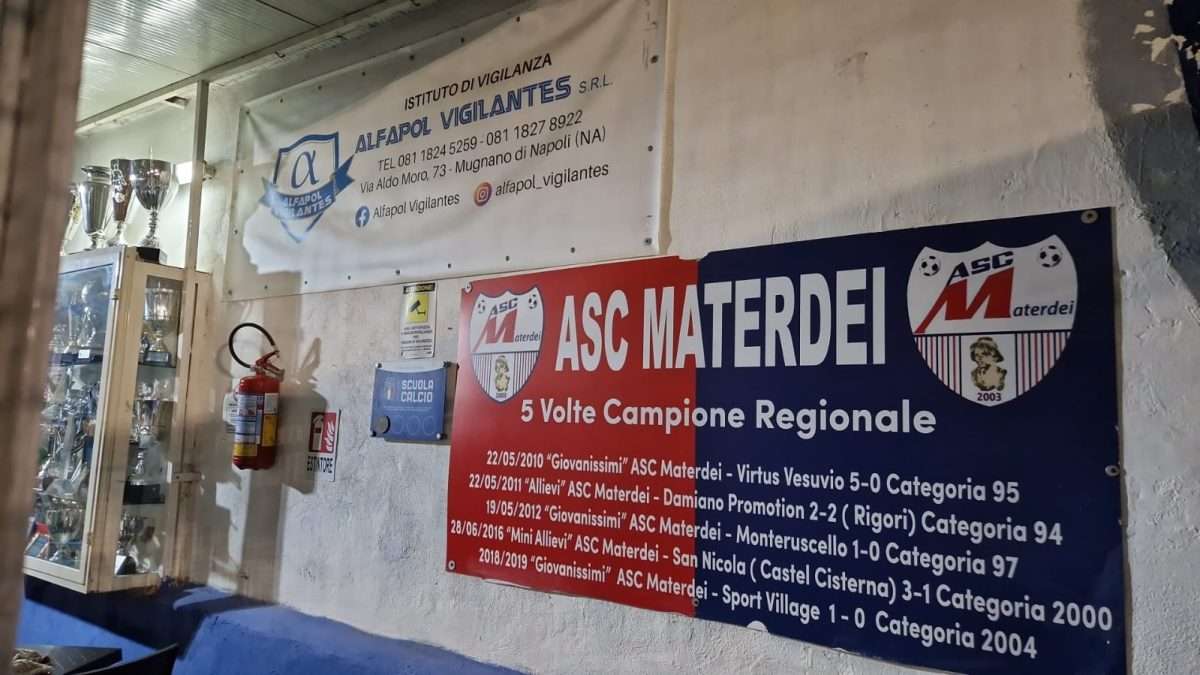 ISTITUTO DI VIGILANZA
ALFAPOL VIGILANTES S.R.L.
TEL 081 1824 5259 - 081 1827 8922
Via Aldo Moro, 73 - Mugnano di Napoli (NA)
Alfapol Vigilantes
alfapol_vigilantes
α
ALFAPOL
VIGILANTES
SCUOLA
CALCIO
ESTINTORE
ASC
Materdei
ASC MATERDEI
ASC
Materdei
2003
5 Volte Campione Regionale
22/05/2010 "Giovanissimi" ASC Materdei - Virtus Vesuvio 5-0 Categoria 95
22/05/2011 "Allievi" ASC Materdei - Damiano Promotion 2-2 ( Rigori) Categoria 94
19/05/2012 "Giovanissimi" ASC Materdei - Monteruscello 1-0 Categoria 97
28/06/2016 "Mini Allievi" ASC Materdei - San Nicola ( Castel Cisterna) 3-1 Categoria 2000
2018/2019 "Giovanissimi" ASC Materdei - Sport Village 1-0 Categoria 2004